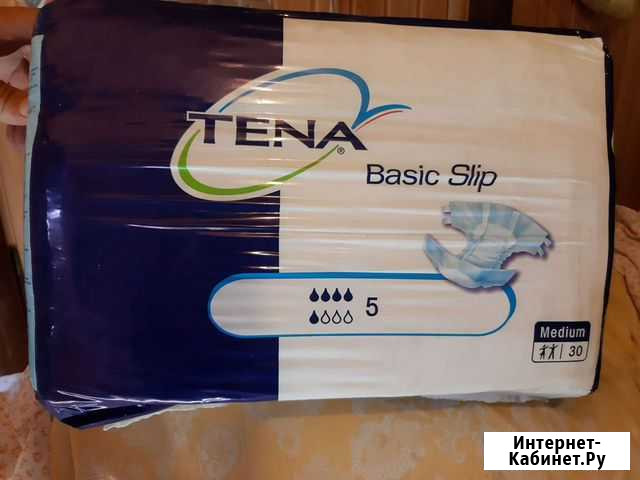 TENA
®
Basic Slip
5
Medium
30
Интернет-
Кабинет.Ру